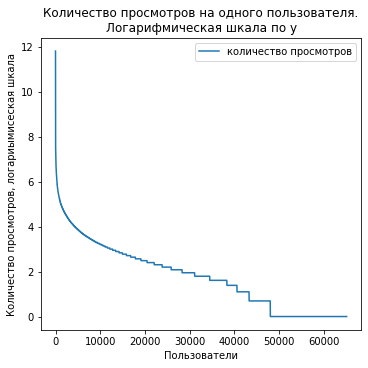 Количество просмотров на одного пользователя.
Логарифмическая шкала по y
количество просмотров
Количество просмотров, логариымисеская шкала
12
10
8
6
4
2
0
0 10000 20000 30000 40000 50000 60000
Пользователи